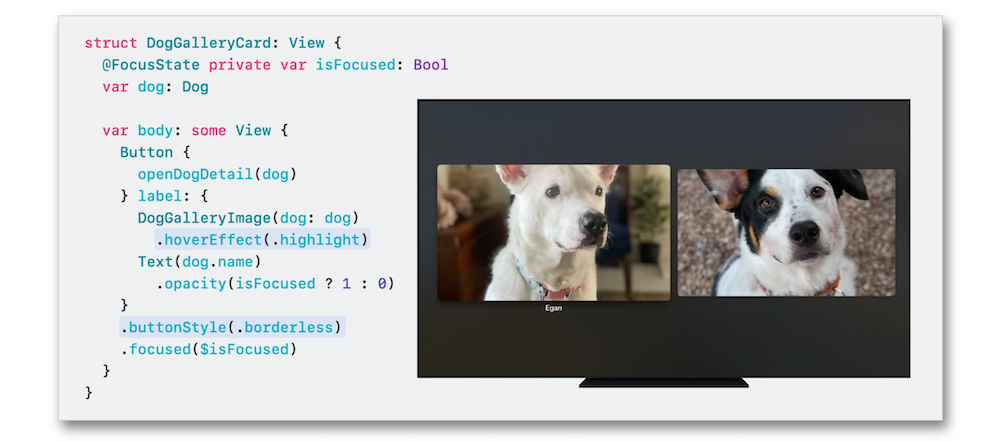 struct DogGalleryCard: View {
@FocusState private var isFocused: Bool
var dog: Dog
var body: some View {
Button {
openDogDetail(dog)
} label: {
DogGalleryImage(dog: dog)
.hoverEffect(.highlight)
Text(dog.name)
.opacity(isFocused ? 1 : 0)
}
.buttonStyle(.borderless)
.focused($isFocused)
}
}
Egan